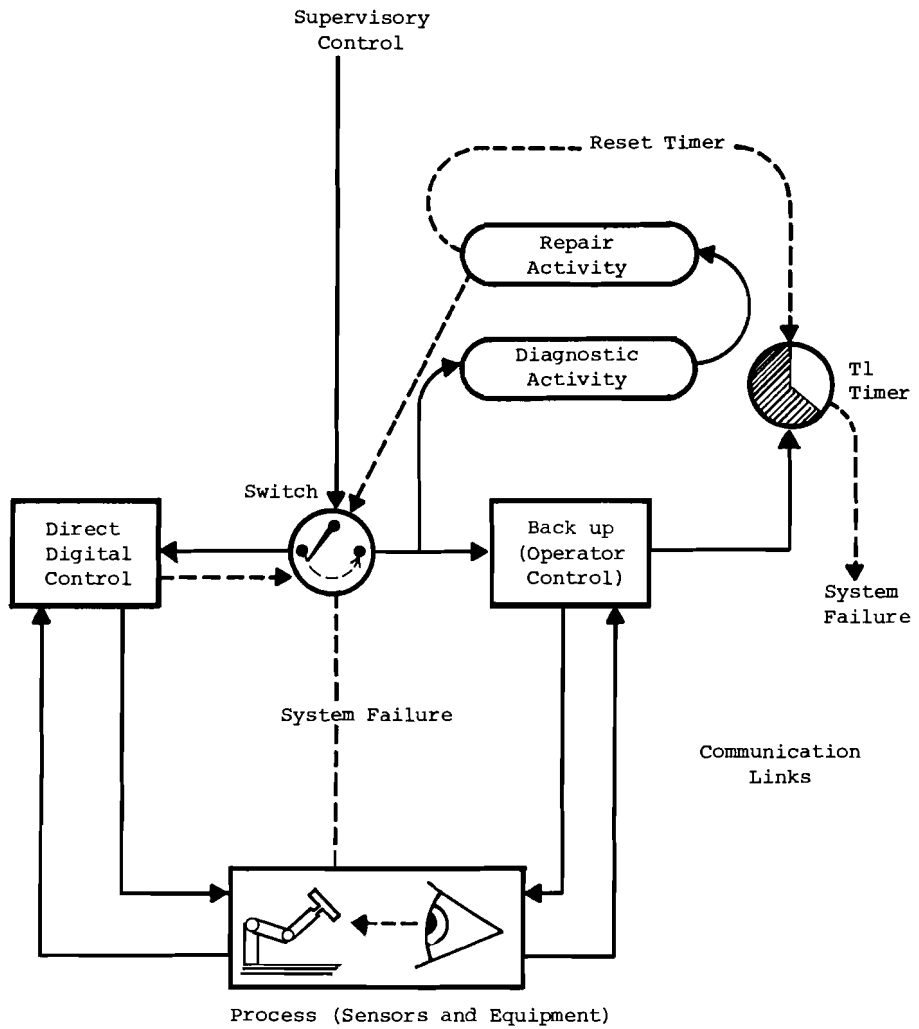 Supervisory
Control
Reset Timer
Repair
Activity
Diagnostic
Activity
T1
Timer
Switch
Direct
Digital
Control
Back up
(Operator
Control)
System
Failure
System Failure
Communication
Links
Process (Sensors and Equipment)